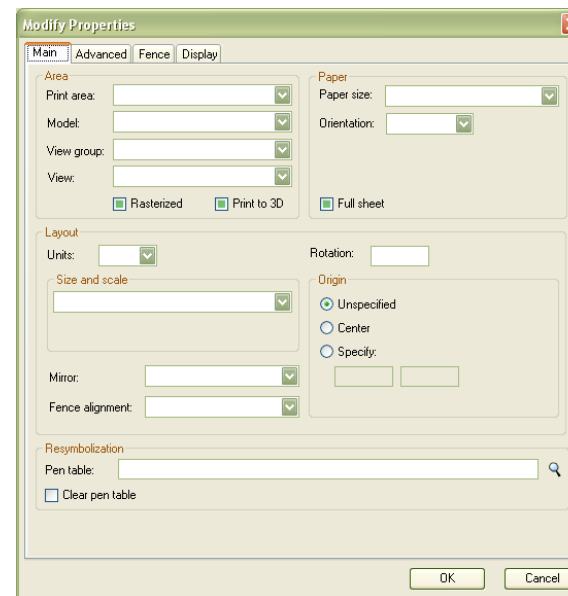 Modify Properties
Main Advanced Fence Display
Area
Print area:
Model:
View group:
View:
Rasterized Print to 3D
Paper
Paper size:
Orientation:
Full sheet
Layout
Units:
Rotation:
Size and scale
Origin
Unspecified
Center
Specify:
Mirror:
Fence alignment:
Resymbolization
Pen table:
Clear pen table
OK Cancel